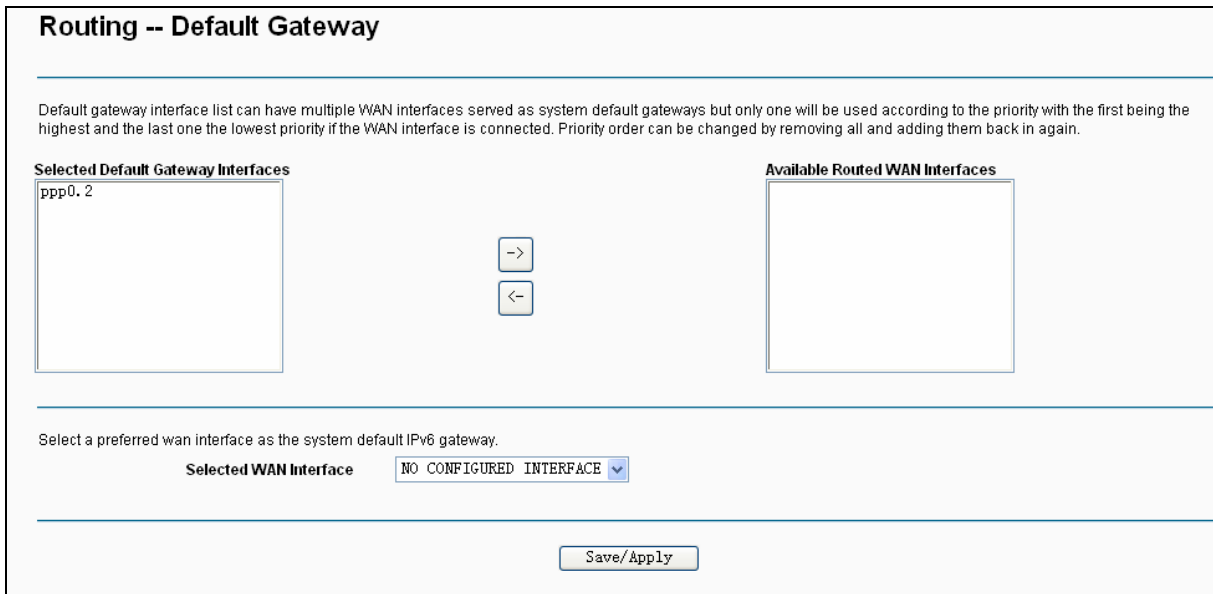 Routing -- Default Gateway
Default gateway interface list can have multiple WAN interfaces served as system default gateways but only one will be used according to the priority with the first being the
highest and the last one the lowest priority if the WAN interface is connected. Priority order can be changed by removing all and adding them back in again.
Selected Default Gateway Interfaces
ppp0.2
->
<-
Available Routed WAN Interfaces
Select a preferred wan interface as the system default IPv6 gateway.
Selected WAN Interface NO CONFIGURED INTERFACE
Save/Apply